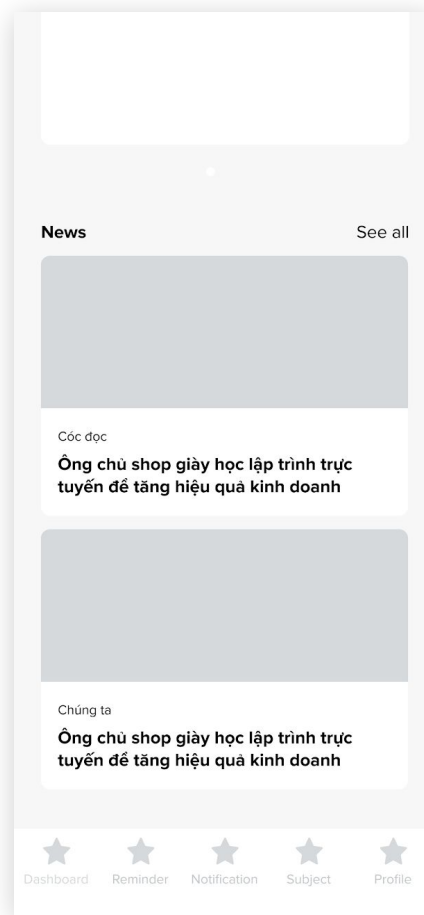 News
See all
Cóc đọc
Ông chủ shop giày học lập trình trực
tuyến để tăng hiệu quả kinh doanh
Chúng ta
Ông chủ shop giày học lập trình trực
tuyến để tăng hiệu quả kinh doanh
Dashboard Reminder Notification Subject Profile